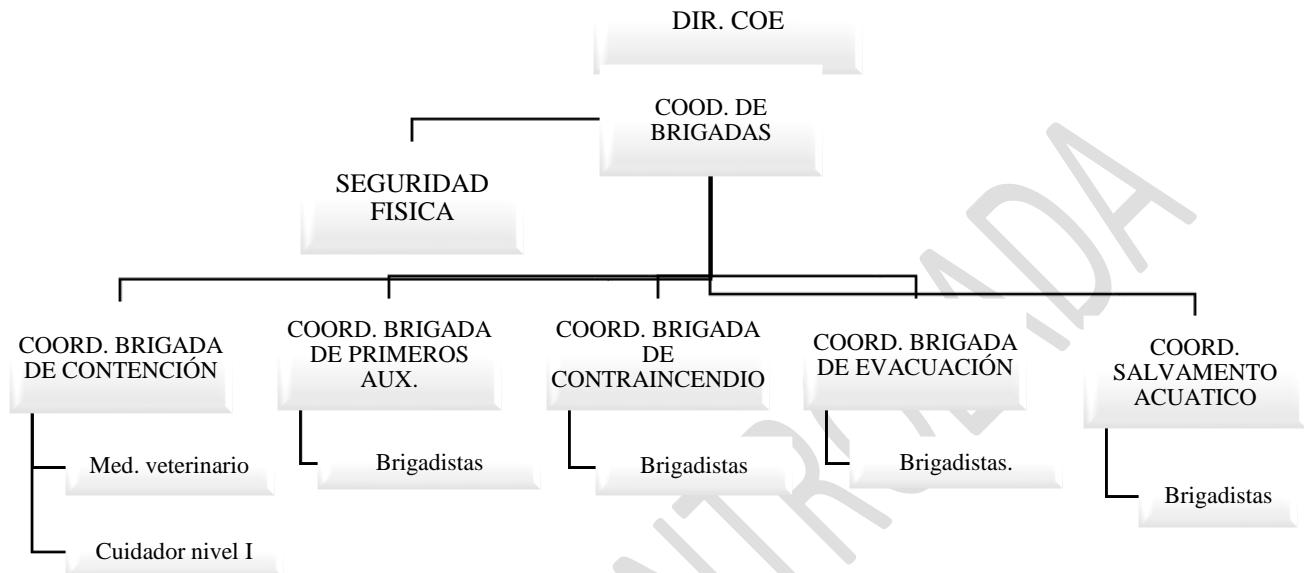 DIR. COE
COOD. DE
BRIGADAS
SEGURIDAD
FISICA
COORD. BRIGADA
DE CONTENCIÓN
Med. veterinario
Cuidador nivel I
COORD. BRIGADA
DE PRIMEROS
AUX.
Brigadistas
COORD. BRIGADA
DE
CONTRAINCENDIO
Brigadistas
COORD. BRIGADA
DE EVACUACIÓN
Brigadistas.
COORD.
SALVAMENTO
ACUATICO
Brigadistas